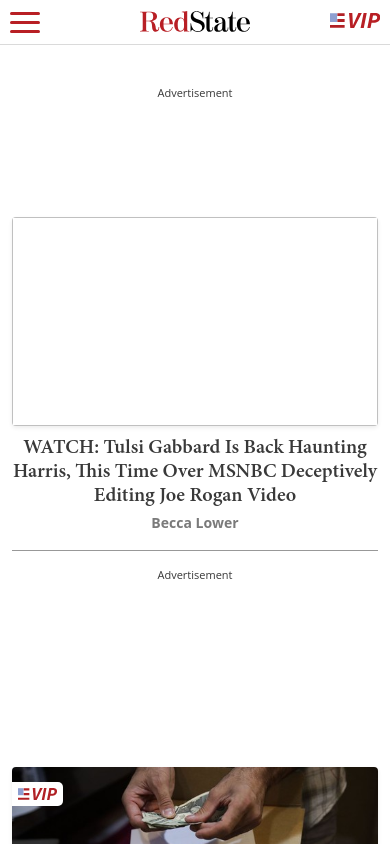 RedState
VIP
Advertisement
WATCH: Tulsi Gabbard Is Back Haunting
Harris, This Time Over MSNBC Deceptively
Editing Joe Rogan Video
Becca Lower
Advertisement
VIP